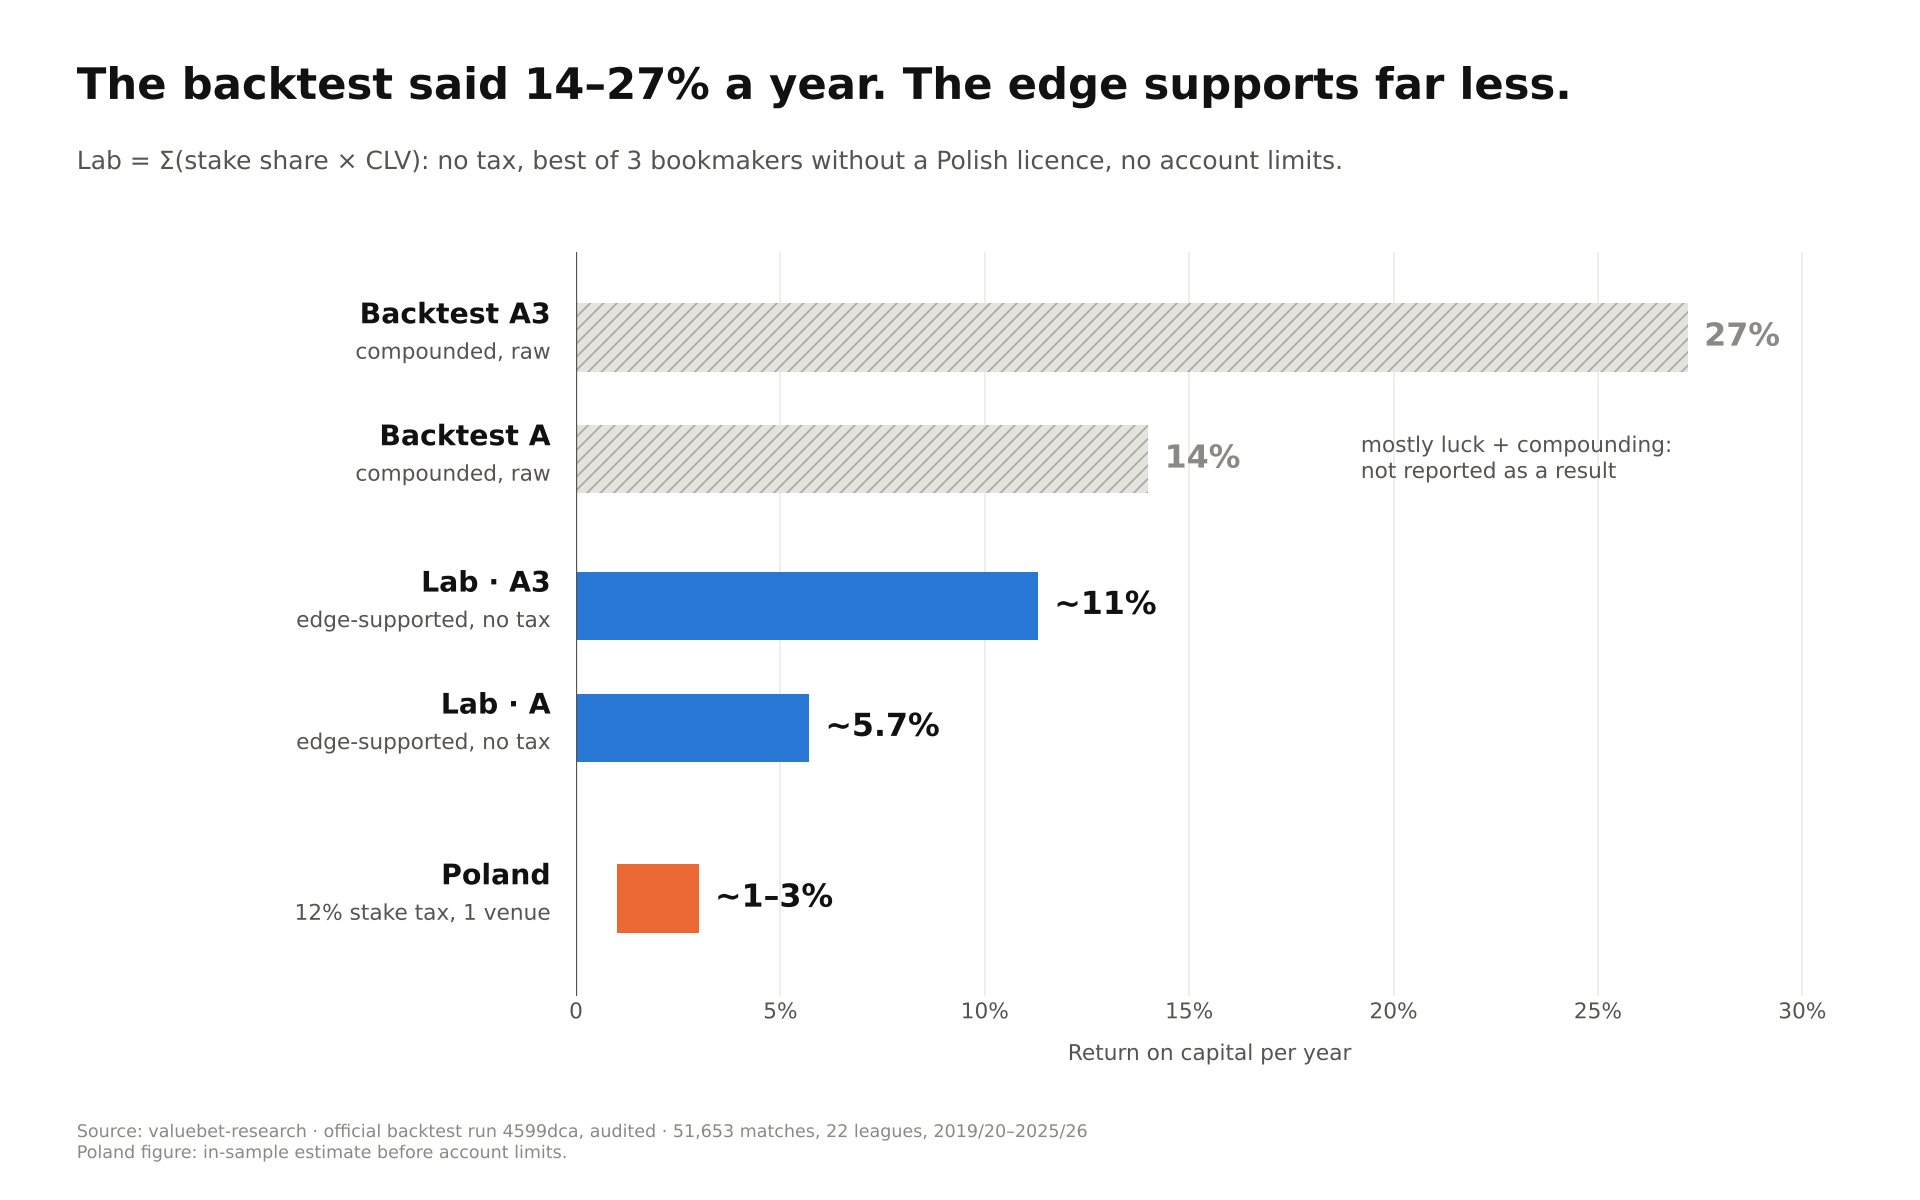 The backtest said 14–27% a year. The edge supports far less.
Lab = Σ(stake share × CLV): no tax, best of 3 bookmakers without a Polish licence, no account limits.
Backtest A3
compounded, raw
27%
Backtest A
compounded, raw
14%
mostly luck + compounding:
not reported as a result
Lab · A3
edge-supported, no tax
~11%
Lab · A
edge-supported, no tax
~5.7%
Poland
12% stake tax, 1 venue
~1–3%
0 5% 10% 15% 20% 25% 30%
Return on capital per year
Source: valuebet-research · official backtest run 4599dca, audited · 51,653 matches, 22 leagues, 2019/20–2025/26
Poland figure: in-sample estimate before account limits.